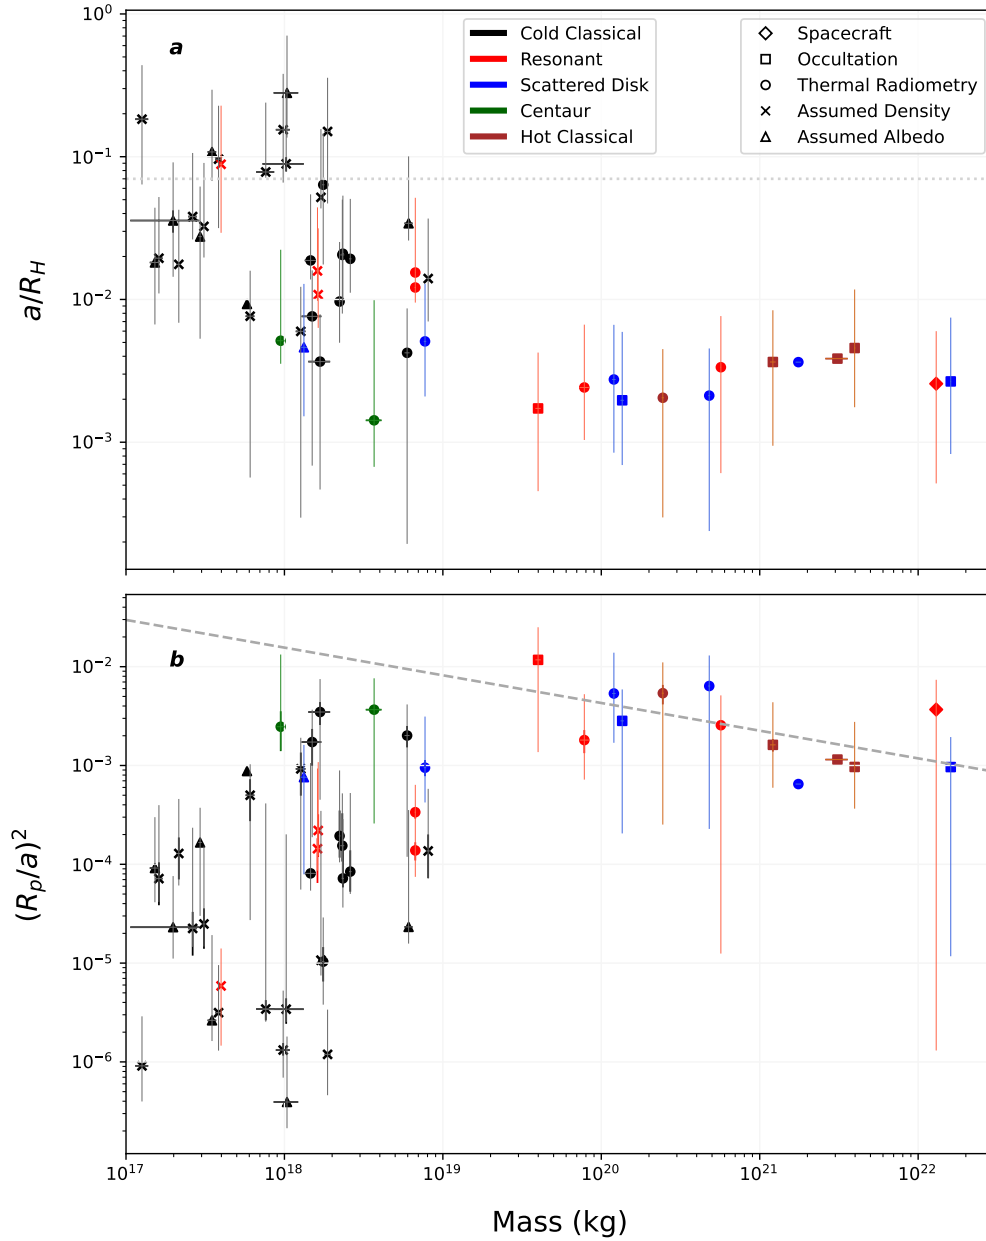 10^0
a
Cold Classical
Resonant
Scattered Disk
Centaur
Hot Classical
Spacecraft
Occultation
Thermal Radiometry
Assumed Density
Assumed Albedo
10^-1
10^-2
10^-3
a/R_H
b
10^-2
10^-3
10^-4
10^-5
10^-6
(R_p/a)^2
10^17
10^18
10^19
10^20
10^21
10^22
Mass (kg)